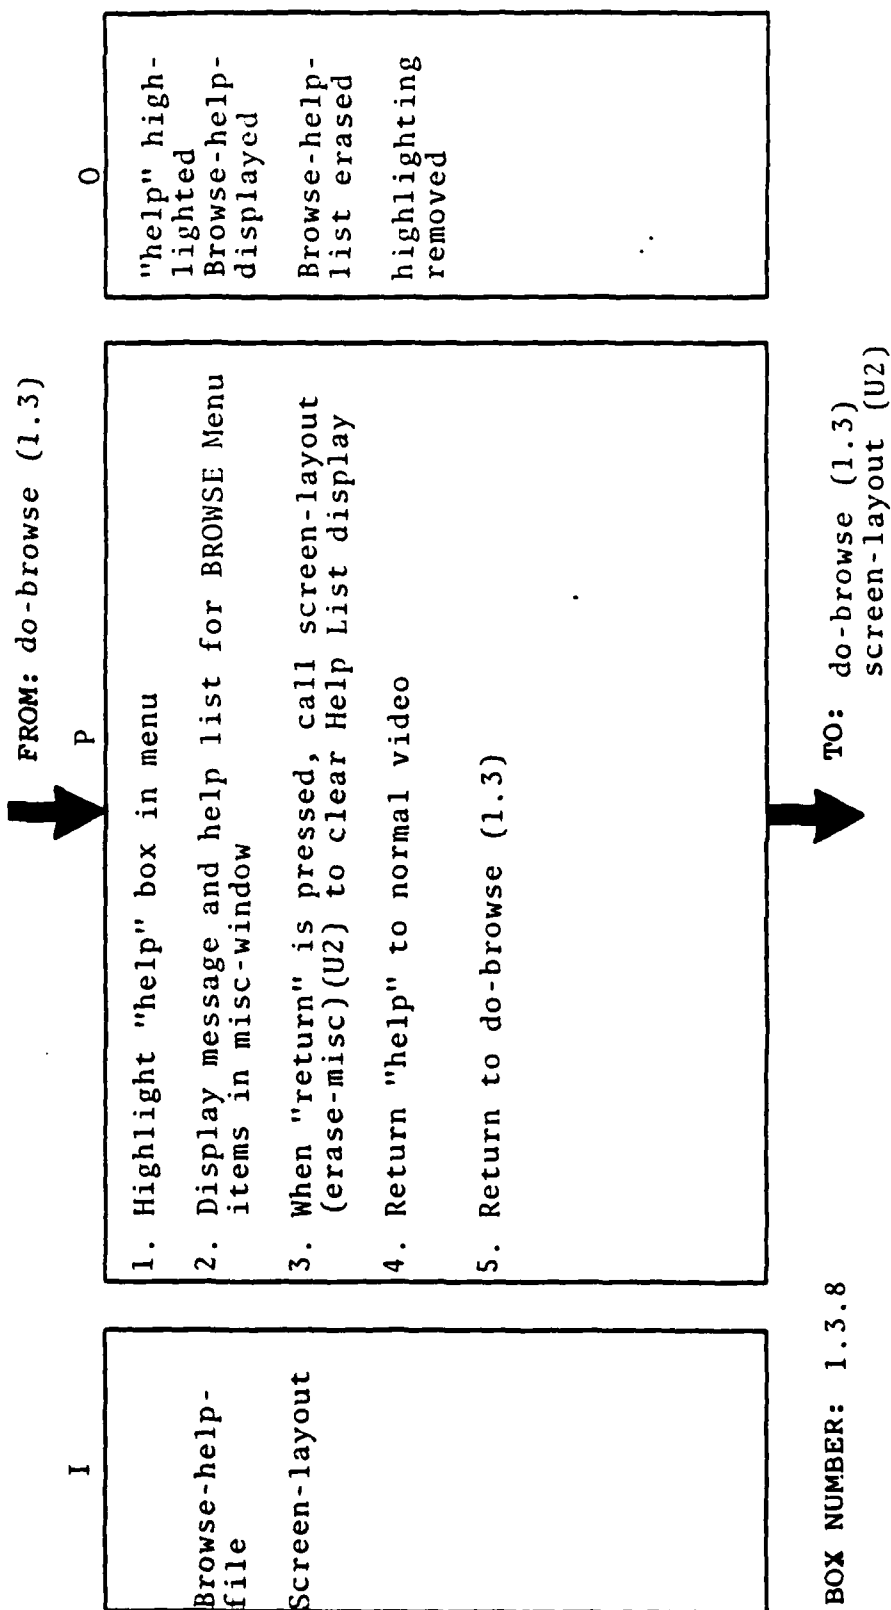 FROM: do-browse (1.3)
I
Browse-help-
file
Screen-layout
P
1. Highlight "help" box in menu
2. Display message and help list for BROWSE Menu
items in misc-window
3. When "return" is pressed, call screen-layout
(erase-misc)(U2) to clear Help List display
4. Return "help" to normal video
5. Return to do-browse (1.3)
O
"help" high-
lighted
Browse-help-
displayed
Browse-help-
list erased
highlighting
removed
BOX NUMBER: 1.3.8
TO: do-browse (1.3)
screen-layout (U2)